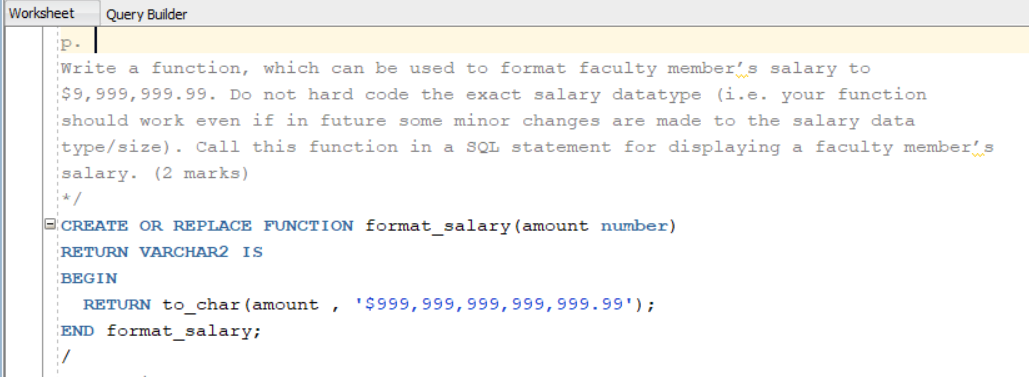 Worksheet Query Builder
p.
Write a function, which can be used to format faculty member’s salary to
$9,999,999.99. Do not hard code the exact salary datatype (i.e. your function
should work even if in future some minor changes are made to the salary data
type/size). Call this function in a SQL statement for displaying a faculty member’s
salary. (2 marks)
*/
CREATE OR REPLACE FUNCTION format_salary(amount number)
RETURN VARCHAR2 IS
BEGIN
  RETURN to_char(amount , '$999,999,999,999,999.99');
END format_salary;
/